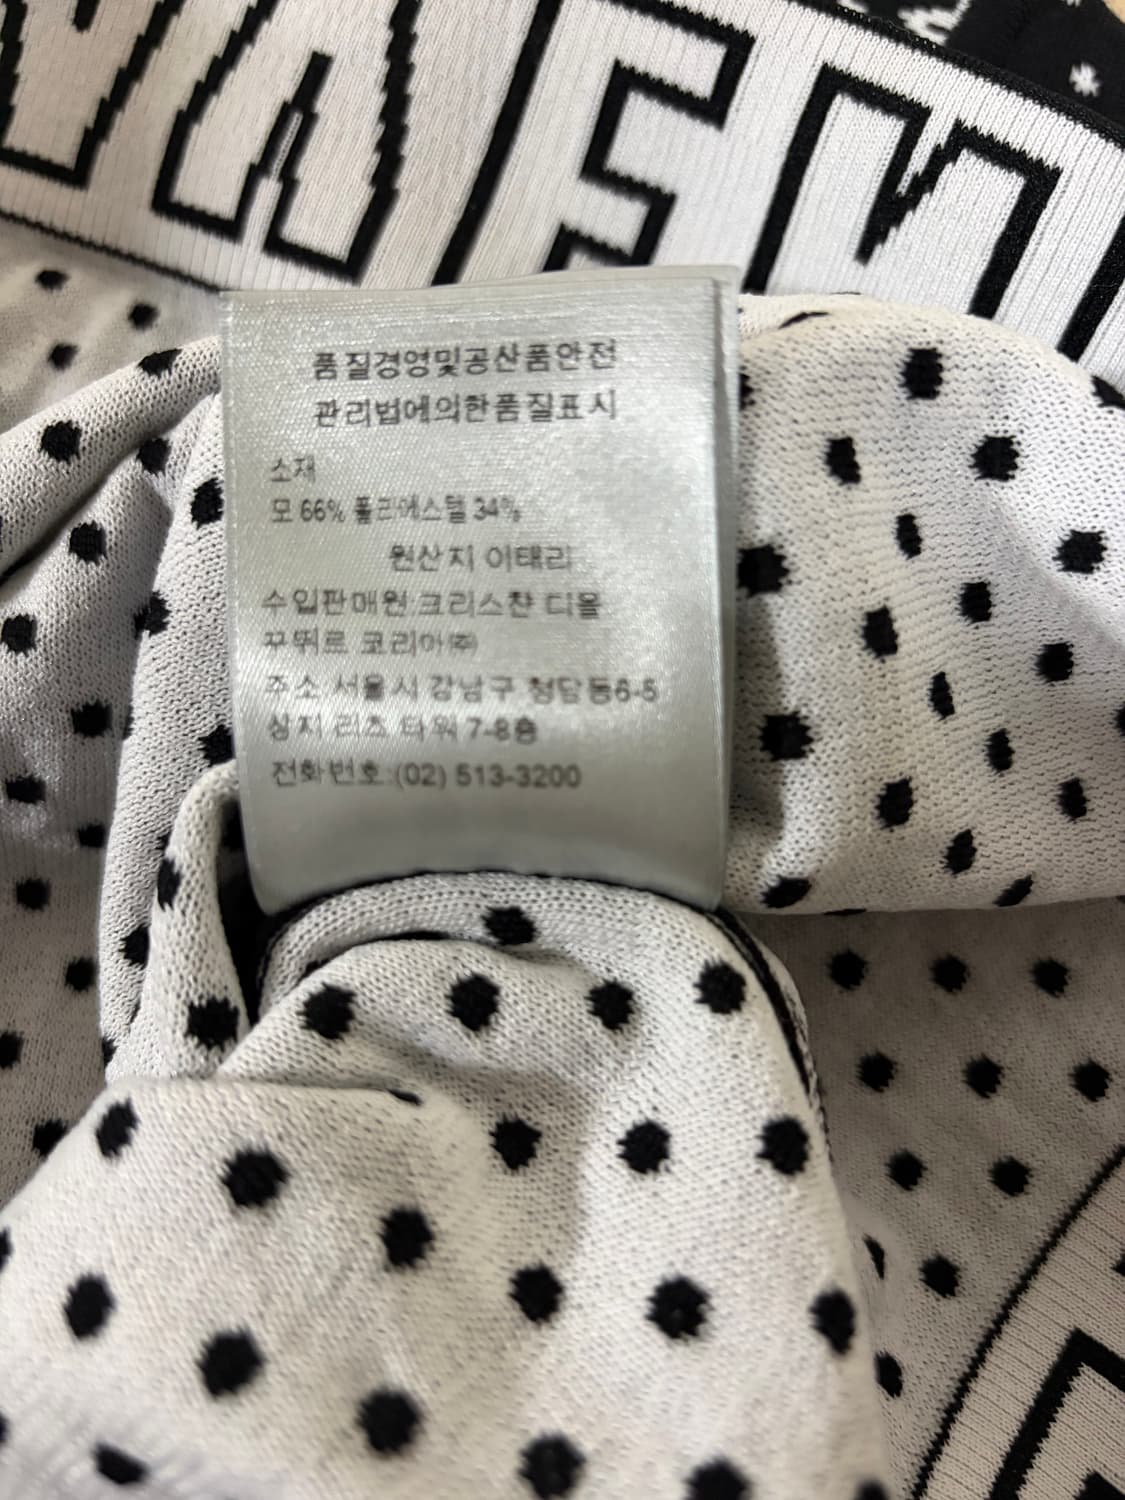 품질경영및공산품안전
관리법에의한품질표시
소재
모 66% 폴리에스텔 34%
원산지 이태리
수입판매원:크리스챤 디올
꾸뛰르 코리아㈜
주소 서울시 강남구 청담동6-5
상지 리츠 타워 7-8층
전화번호:(02) 513-3200